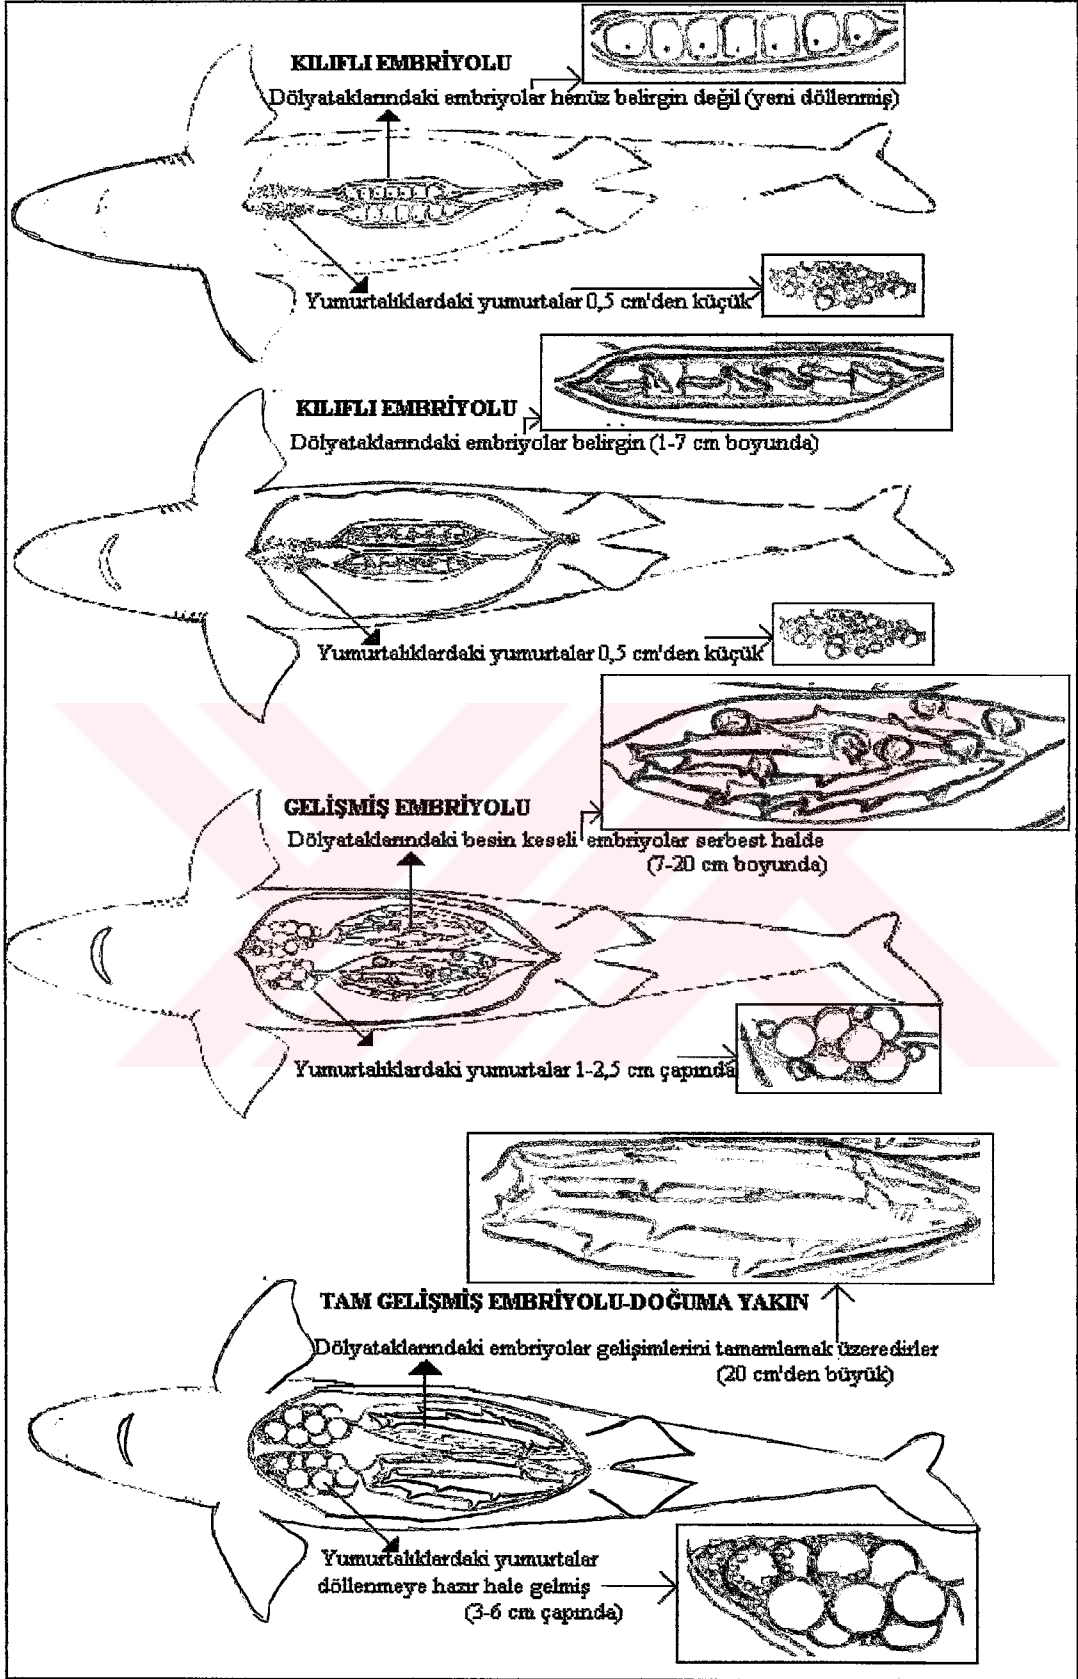 KILIFLI EMBRİYOLU
Dölyataklarındaki embriyolar henüz belirgin değil (yeni döllenmiş)
Yumurtalıklardaki yumurtalar 0,5 cm'den küçük
KILIFLI EMBRİYOLU
Dölyataklarındaki embriyolar belirgin (1-7 cm boyunda)
Yumurtalıklardaki yumurtalar 0,5 cm'den küçük
GELİŞMİŞ EMBRİYOLU
Dölyataklarındaki besin keseli embriyolar serbest halde
(7-20 cm boyunda)
Yumurtalıklardaki yumurtalar 1-2,5 cm çapında
TAM GELİŞMİŞ EMBRİYOLU-DOĞUMA YAKIN
Dölyataklarındaki embriyolar gelişimlerini tamamlamak üzeredirler
(20 cm'den büyük)
Yumurtalıklardaki yumurtalar
döllenmeye hazır hale gelmiş
(3-6 cm çapında)